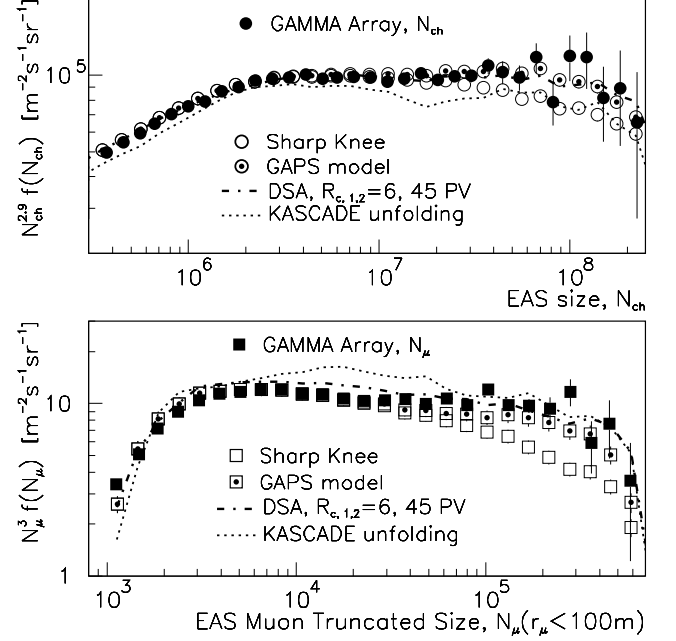 GAMMA Array, N_ch
10^5
N_ch^2.9 f(N_ch) [m^-2 s^-1 sr^-1]
Sharp Knee
GAPS model
DSA, R_c,1,2=6, 45 PV
KASCADE unfolding
10^6 10^7 10^8
EAS size, N_ch
GAMMA Array, N_μ
10
N_μ^3 f(N_μ) [m^-2 s^-1 sr^-1]
Sharp Knee
GAPS model
DSA, R_c,1,2=6, 45 PV
KASCADE unfolding
1
10^3 10^4 10^5
EAS Muon Truncated Size, N_μ(r_μ<100m)